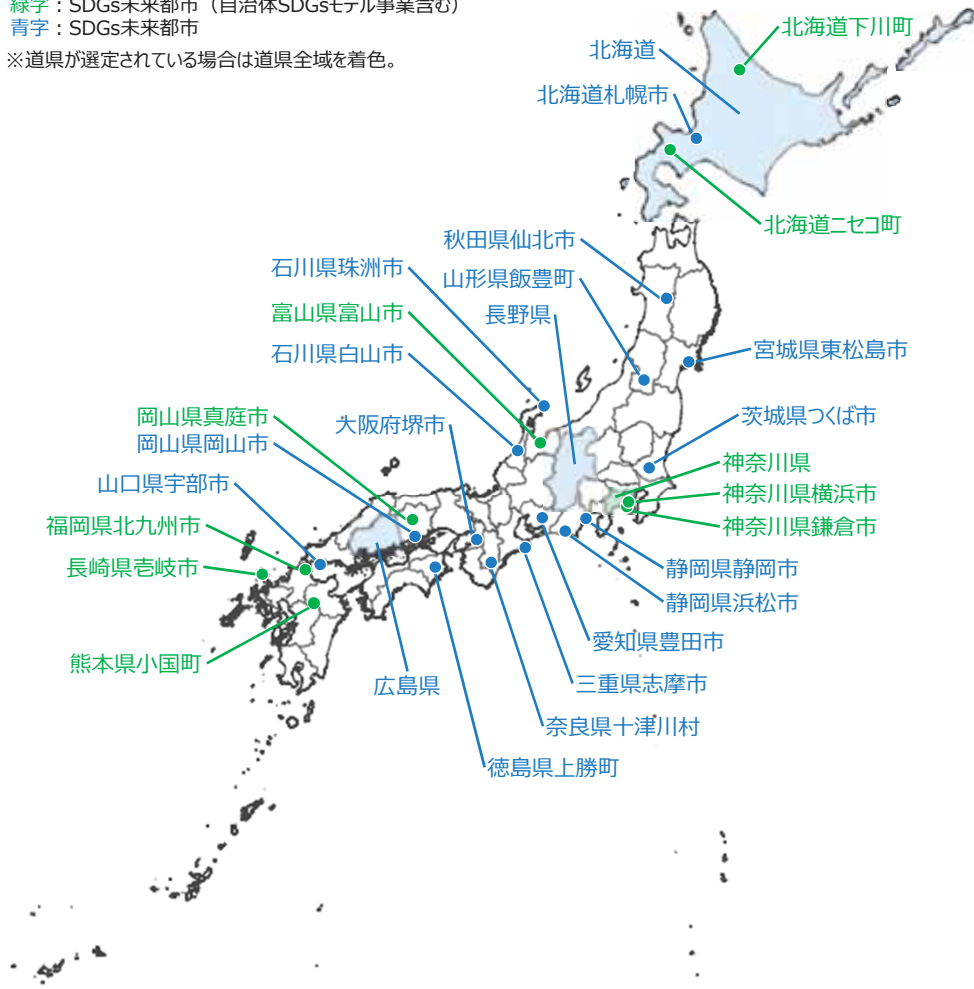 緑字：SDGs未来都市（自治体SDGsモデル事業含む）
青字：SDGs未来都市
※道県が選定されている場合は道県全域を着色。
北海道下川町
北海道
北海道札幌市
北海道ニセコ町
秋田県仙北市
石川県珠洲市
山形県飯豊町
富山県富山市
長野県
石川県白山市
宮城県東松島市
岡山県真庭市
大阪府堺市
茨城県つくば市
岡山県岡山市
神奈川県
山口県宇部市
神奈川県横浜市
福岡県北九州市
神奈川県鎌倉市
長崎県壱岐市
静岡県静岡市
静岡県浜松市
愛知県豊田市
熊本県小国町
広島県
三重県志摩市
奈良県十津川村
徳島県上勝町